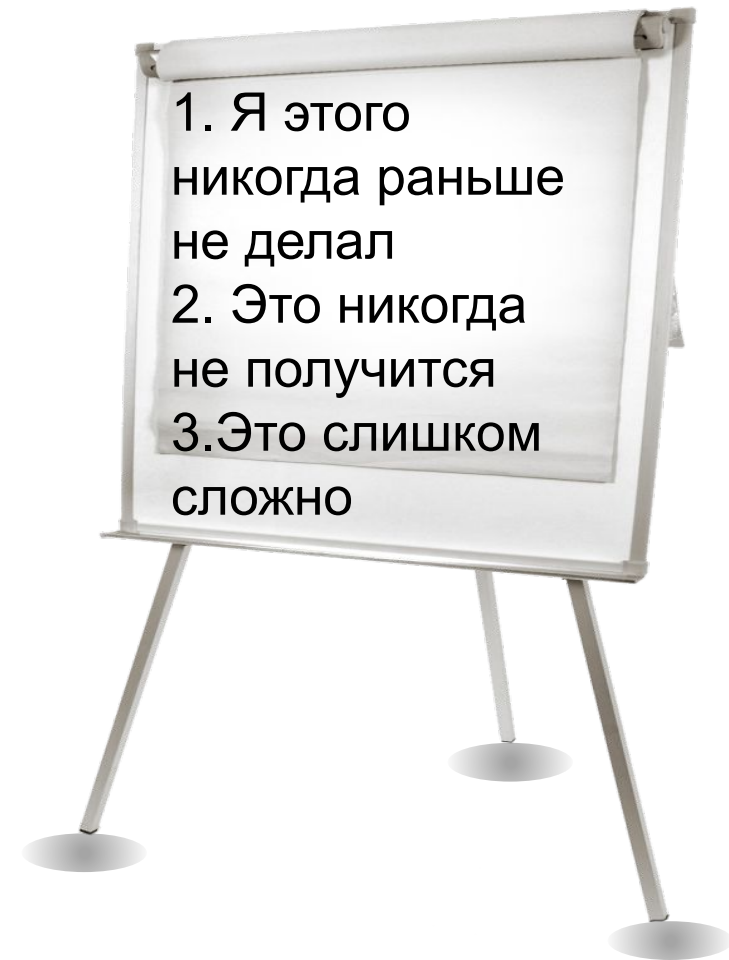 1. Я этого
никогда раньше
не делал
2. Это никогда
не получится
3.Это слишком
сложно